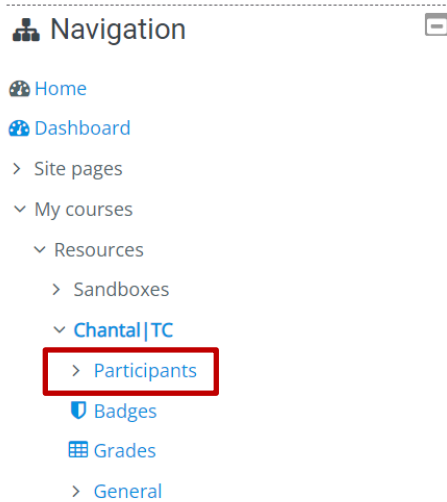 Navigation
Home
Dashboard
Site pages
My courses
Resources
Sandboxes
Chantal|TC
Participants
Badges
Grades
General